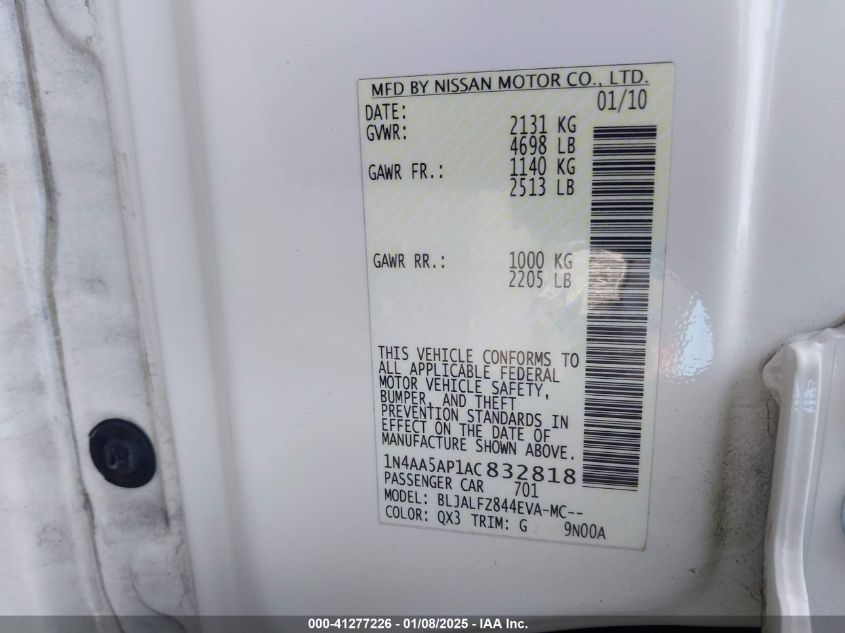 MFD BY NISSAN MOTOR CO., LTD.
DATE: 01/10
GVWR: 2131 KG
4698 LB
GAWR FR.: 1140 KG
2513 LB
GAWR RR.: 1000 KG
2205 LB
THIS VEHICLE CONFORMS TO
ALL APPLICABLE FEDERAL
MOTOR VEHICLE SAFETY,
BUMPER, AND THEFT
PREVENTION STANDARDS IN
EFFECT ON THE DATE OF
MANUFACTURE SHOWN ABOVE.
1N4AA5AP1AC832818
PASSENGER CAR 701
MODEL: BLJALFZ844EVA-MC--
COLOR: QX3 TRIM: G 9N00A
000-41277226 - 01/08/2025 - IAA Inc.